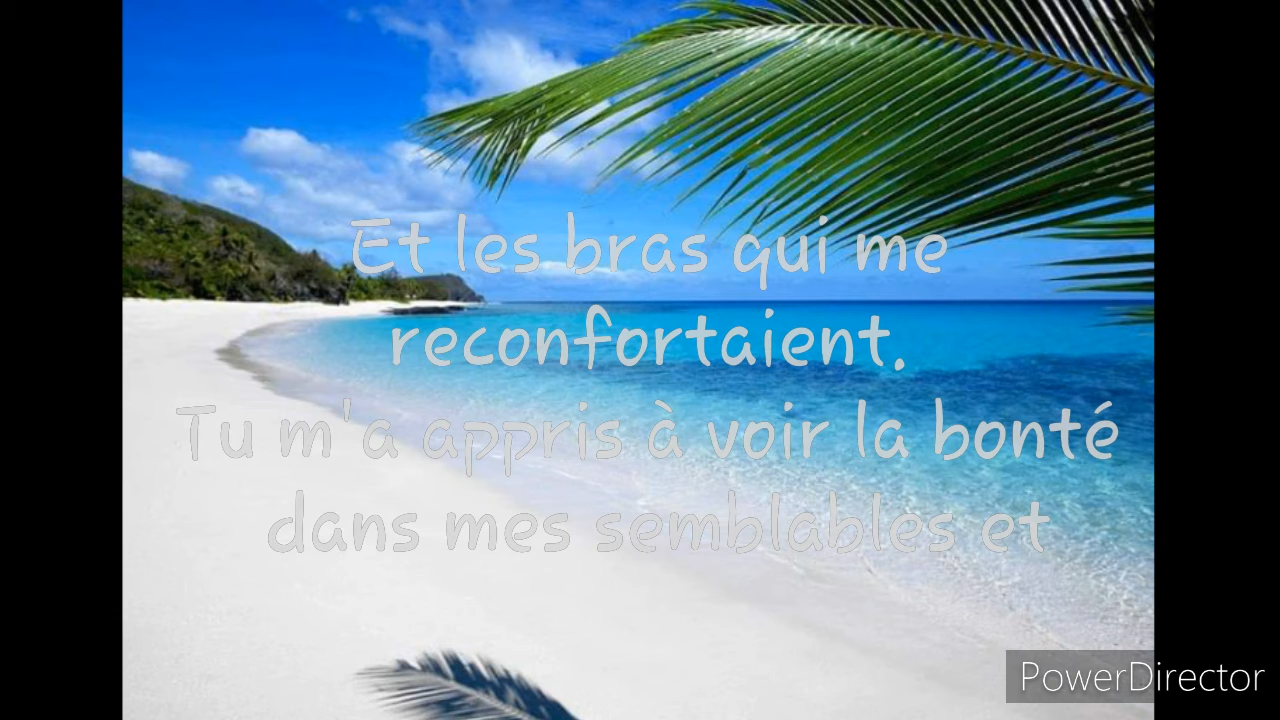 Et les bras qui me
reconfortaient.
Tu m'a appris à voir la bonté
dans mes semblables et
PowerDirector